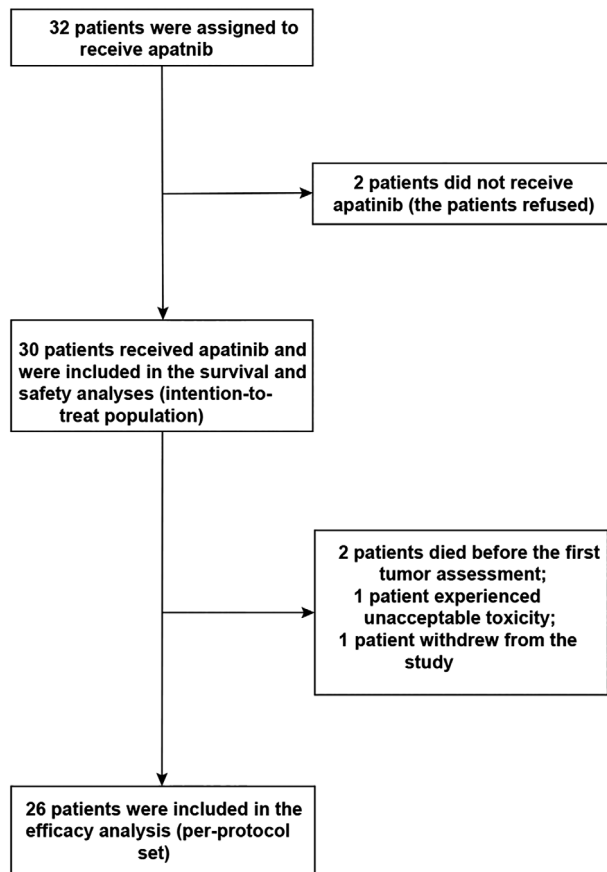 32 patients were assigned to
receive apatnib
2 patients did not receive
apatinib (the patients refused)
30 patients received apatinib and
were included in the survival and
safety analyses (intention-to-
treat population)
2 patients died before the first
tumor assessment;
1 patient experienced
unacceptable toxicity;
1 patient withdrew from the
study
26 patients were included in the
efficacy analysis (per-protocol
set)